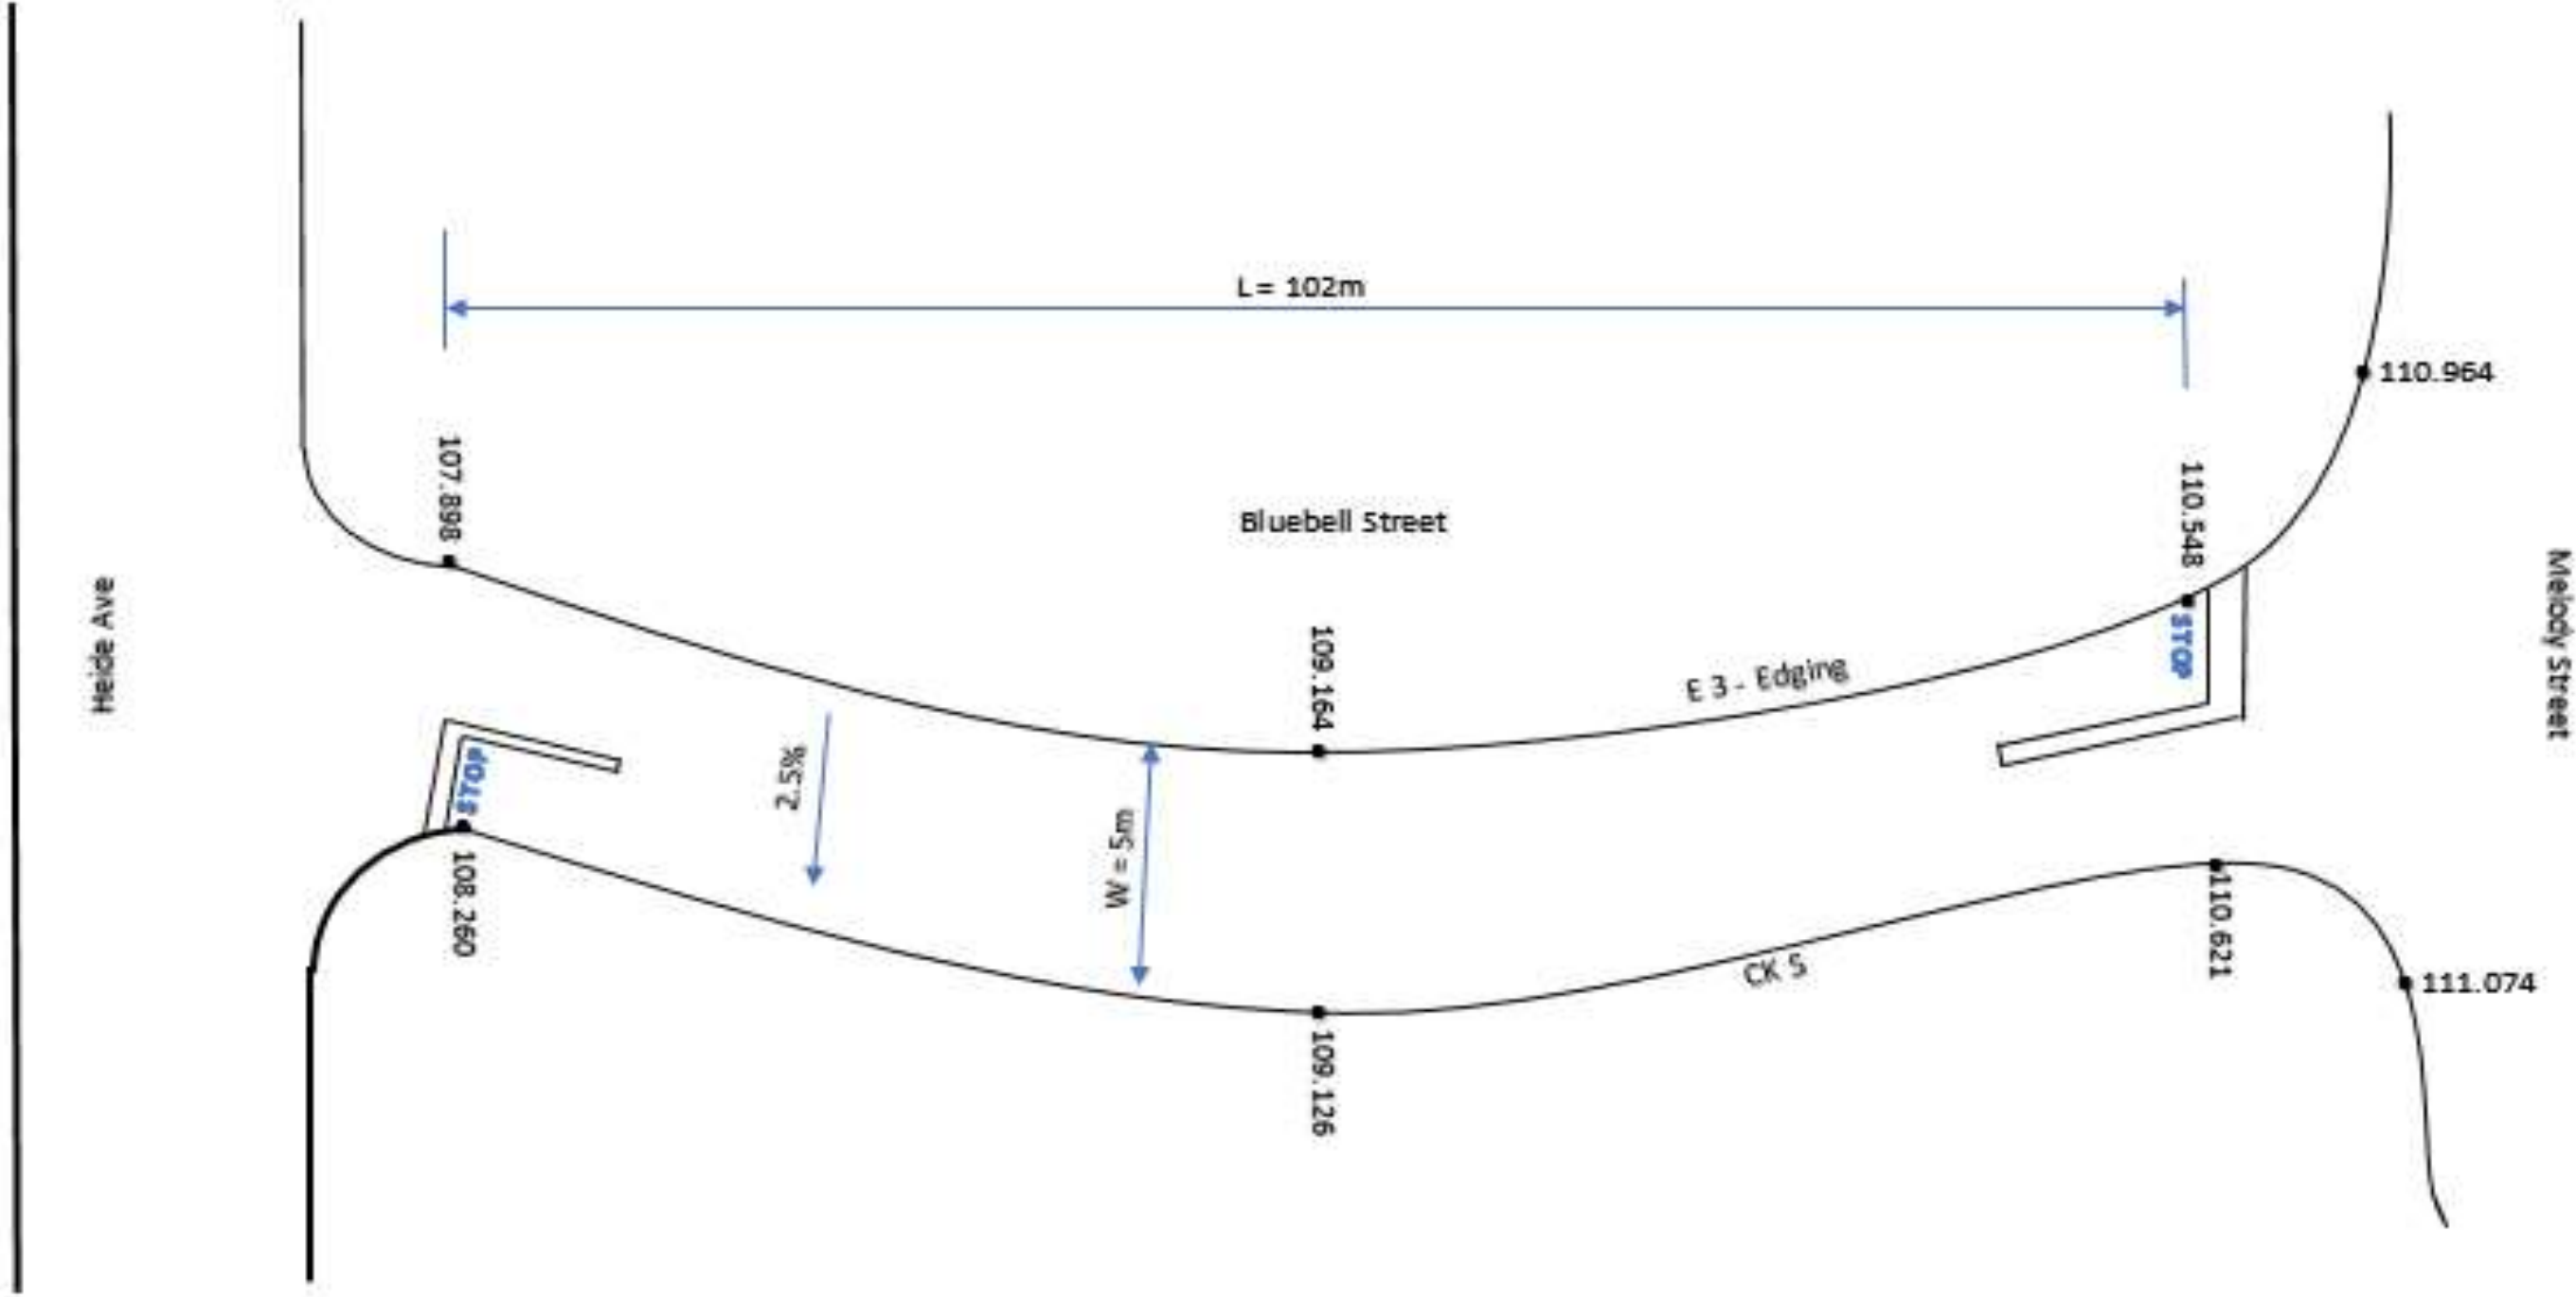 L = 102m
110.964
107.898
110.548
Bluebell Street
Heide Ave
Melody Street
STOP
109.164
E 3 - Edging
STOP
2.5%
W = 5m
108.260
110.621
CK 5
111.074
109.126